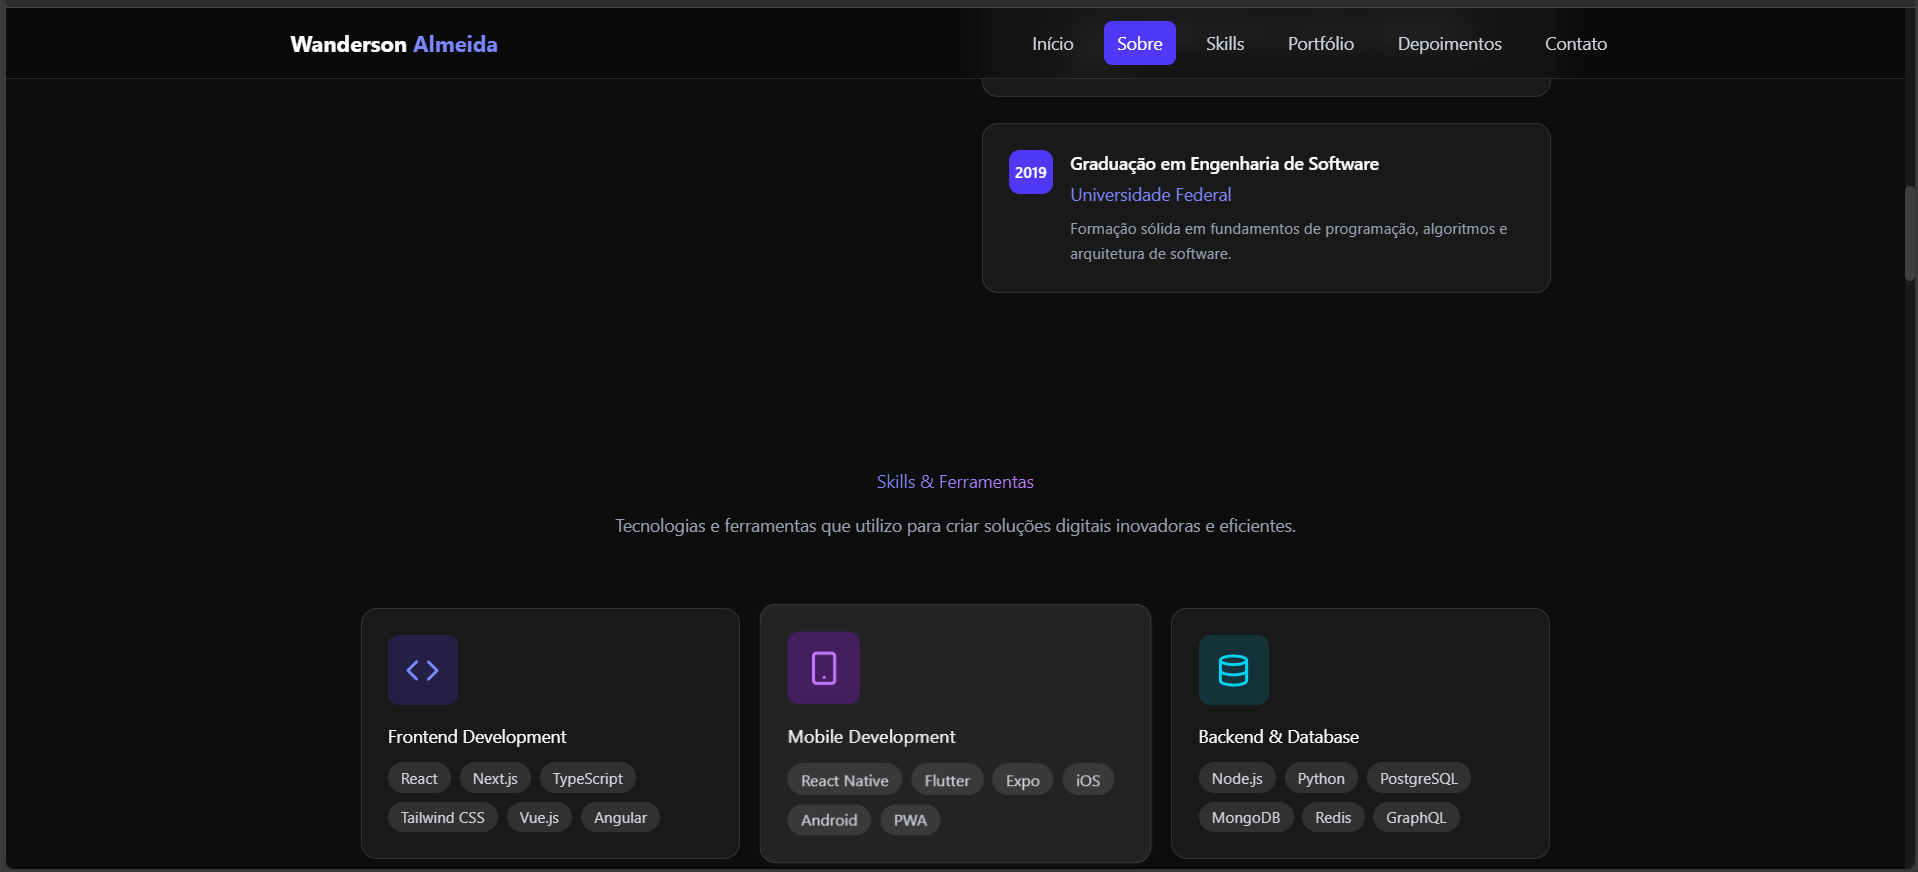 Wanderson Almeida
Início
Sobre
Skills
Portfólio
Depoimentos
Contato
2019
Graduação em Engenharia de Software
Universidade Federal
Formação sólida em fundamentos de programação, algoritmos e
arquitetura de software.
Skills & Ferramentas
Tecnologias e ferramentas que utilizo para criar soluções digitais inovadoras e eficientes.
Frontend Development
React Next.js TypeScript
Tailwind CSS Vue.js Angular
Mobile Development
React Native Flutter Expo iOS
Android PWA
Backend & Database
Node.js Python PostgreSQL
MongoDB Redis GraphQL